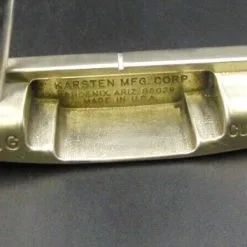 KARSTEN MFG. CORP.
PHOENIX, ARIZ. 85029
MADE IN U.S.A.